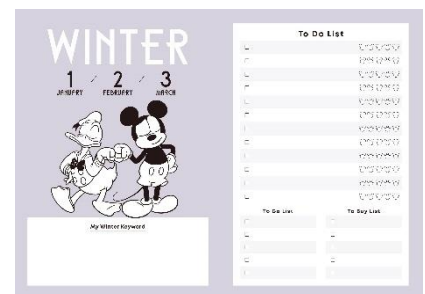 WINTER
1 / 2 / 3
JANUARY FEBRUARY MARCH
My Winter Keyword
To Do List
To Go List
To Buy List